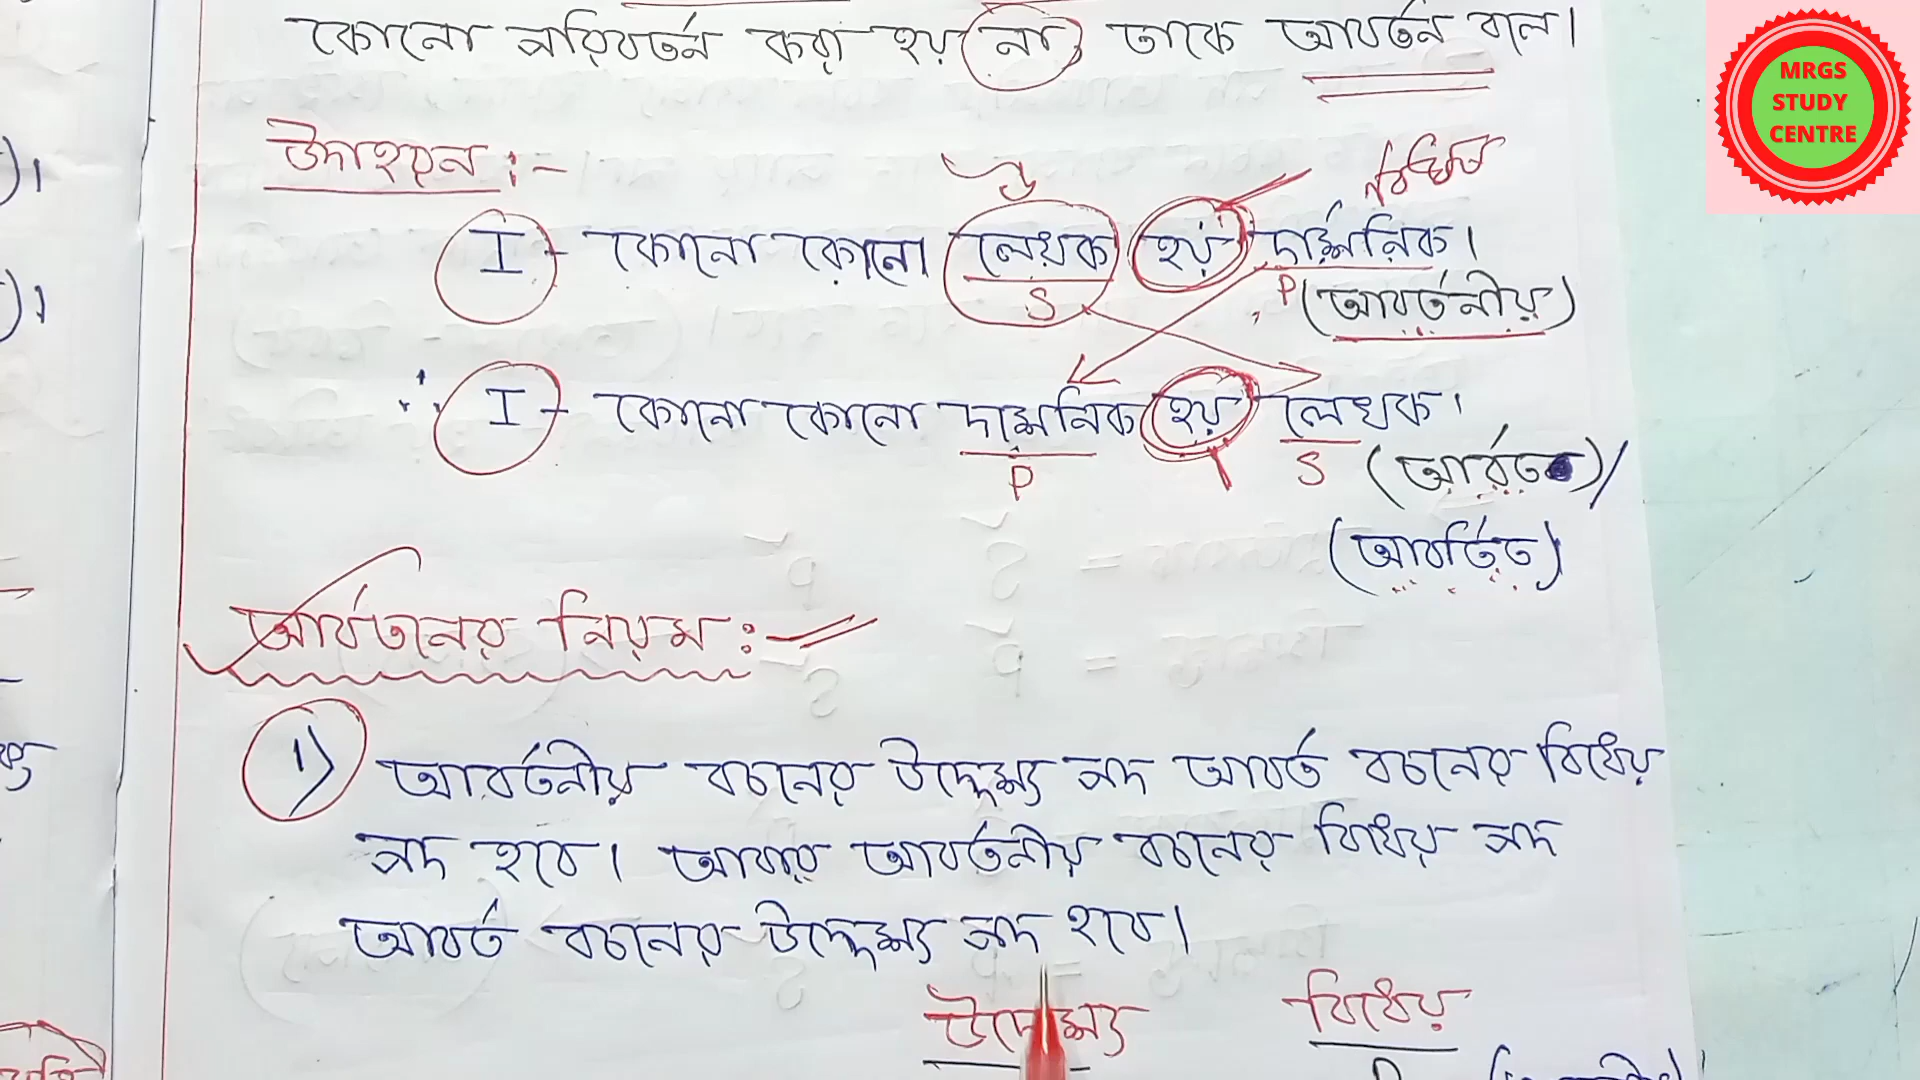 কোনো পরিবর্তন করা হয় না, তাকে আবর্তন বলে।
MRGS
STUDY
CENTRE
উদাহরন :-
I - কোনো কোনো লেখক হয় দার্শনিক।
S P (আবর্তনীয়)
∴ I - কোনো কোনো দার্শনিক হয় লেখক।
P S (আবর্ত)/
(আবর্তিত)
আবর্তনের নিয়ম :-
1) আবর্তনীয় বচনের উদ্দেশ্য পদ আবর্ত বচনের বিধেয়
পদ হবে। আবার আবর্তনীয় বচনের বিধেয় পদ
আবর্ত বচনের উদ্দেশ্য পদ হবে।
উদ্দেশ্য বিধেয়